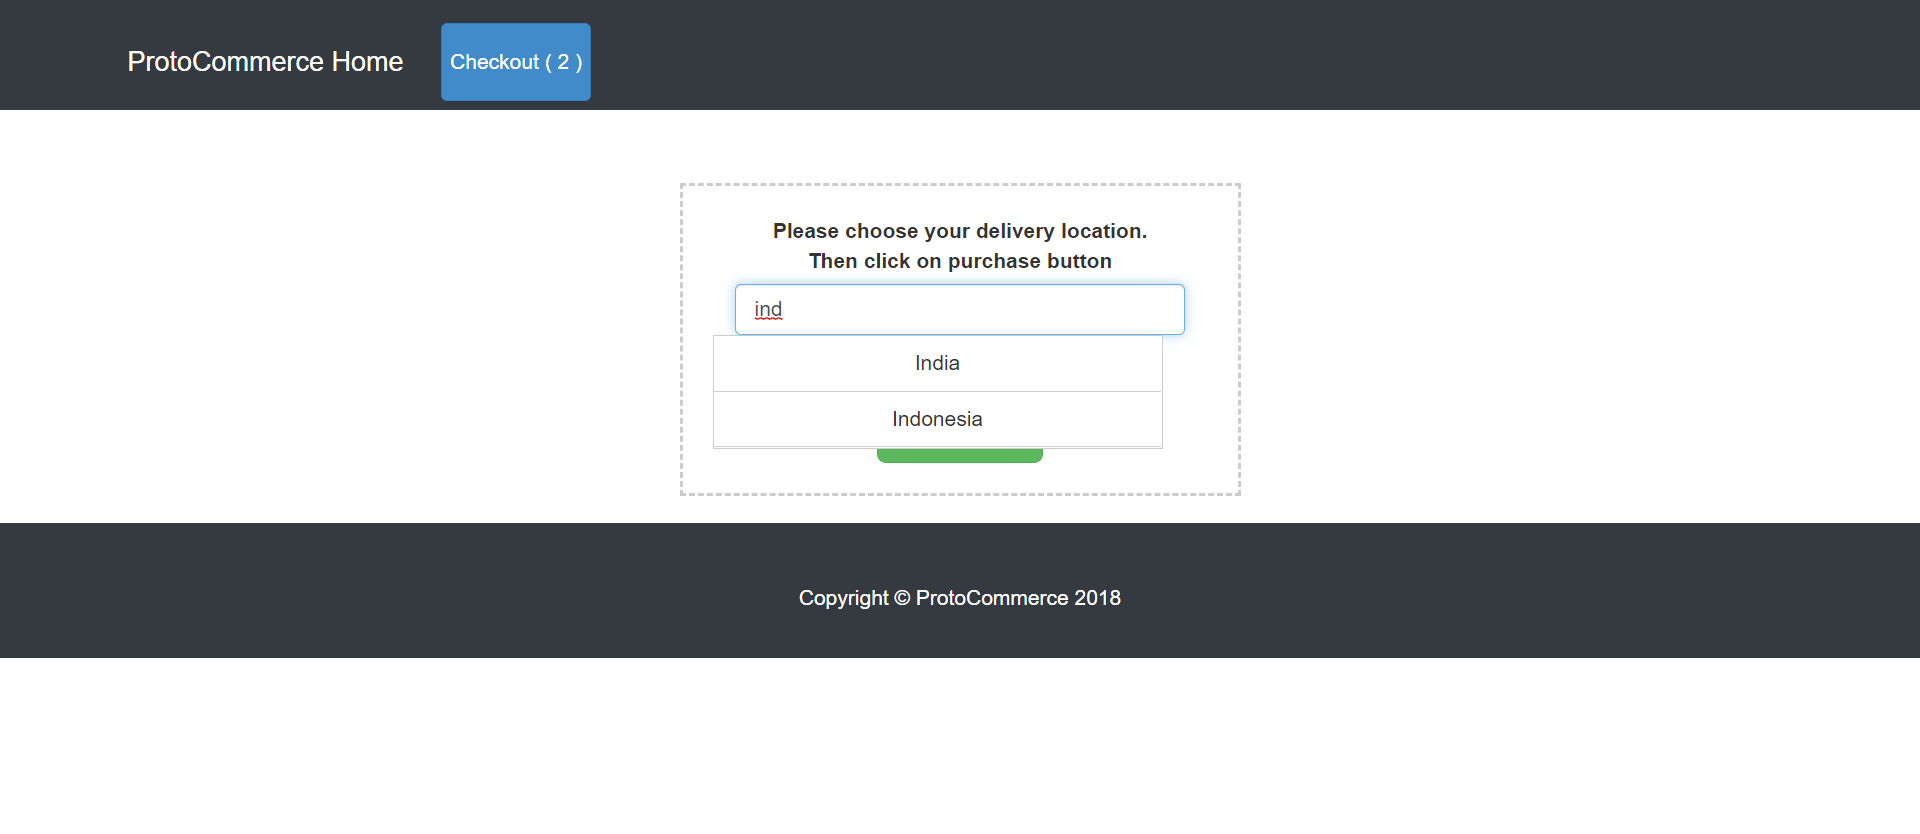 ProtoCommerce Home
Checkout ( 2 )
Please choose your delivery location.
Then click on purchase button
ind
India
Indonesia
Copyright © ProtoCommerce 2018